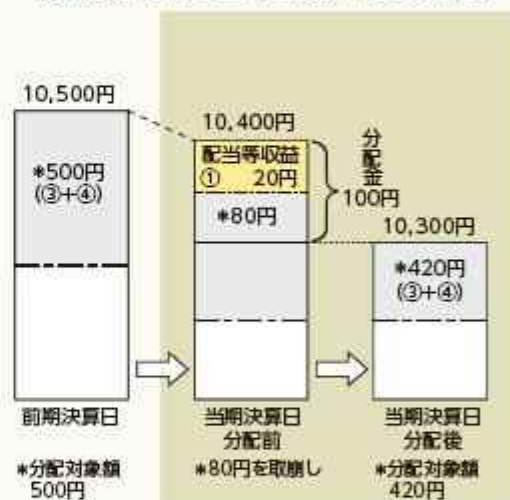 10,500円
*500円
(③+④)
前期決算日
*分配対象額
500円
10,400円
配当等収益
① 20円
*80円
分配金
100円
当期決算日
分配前
*80円を取崩し
10,300円
*420円
(③+④)
当期決算日
分配後
*分配対象額
420円